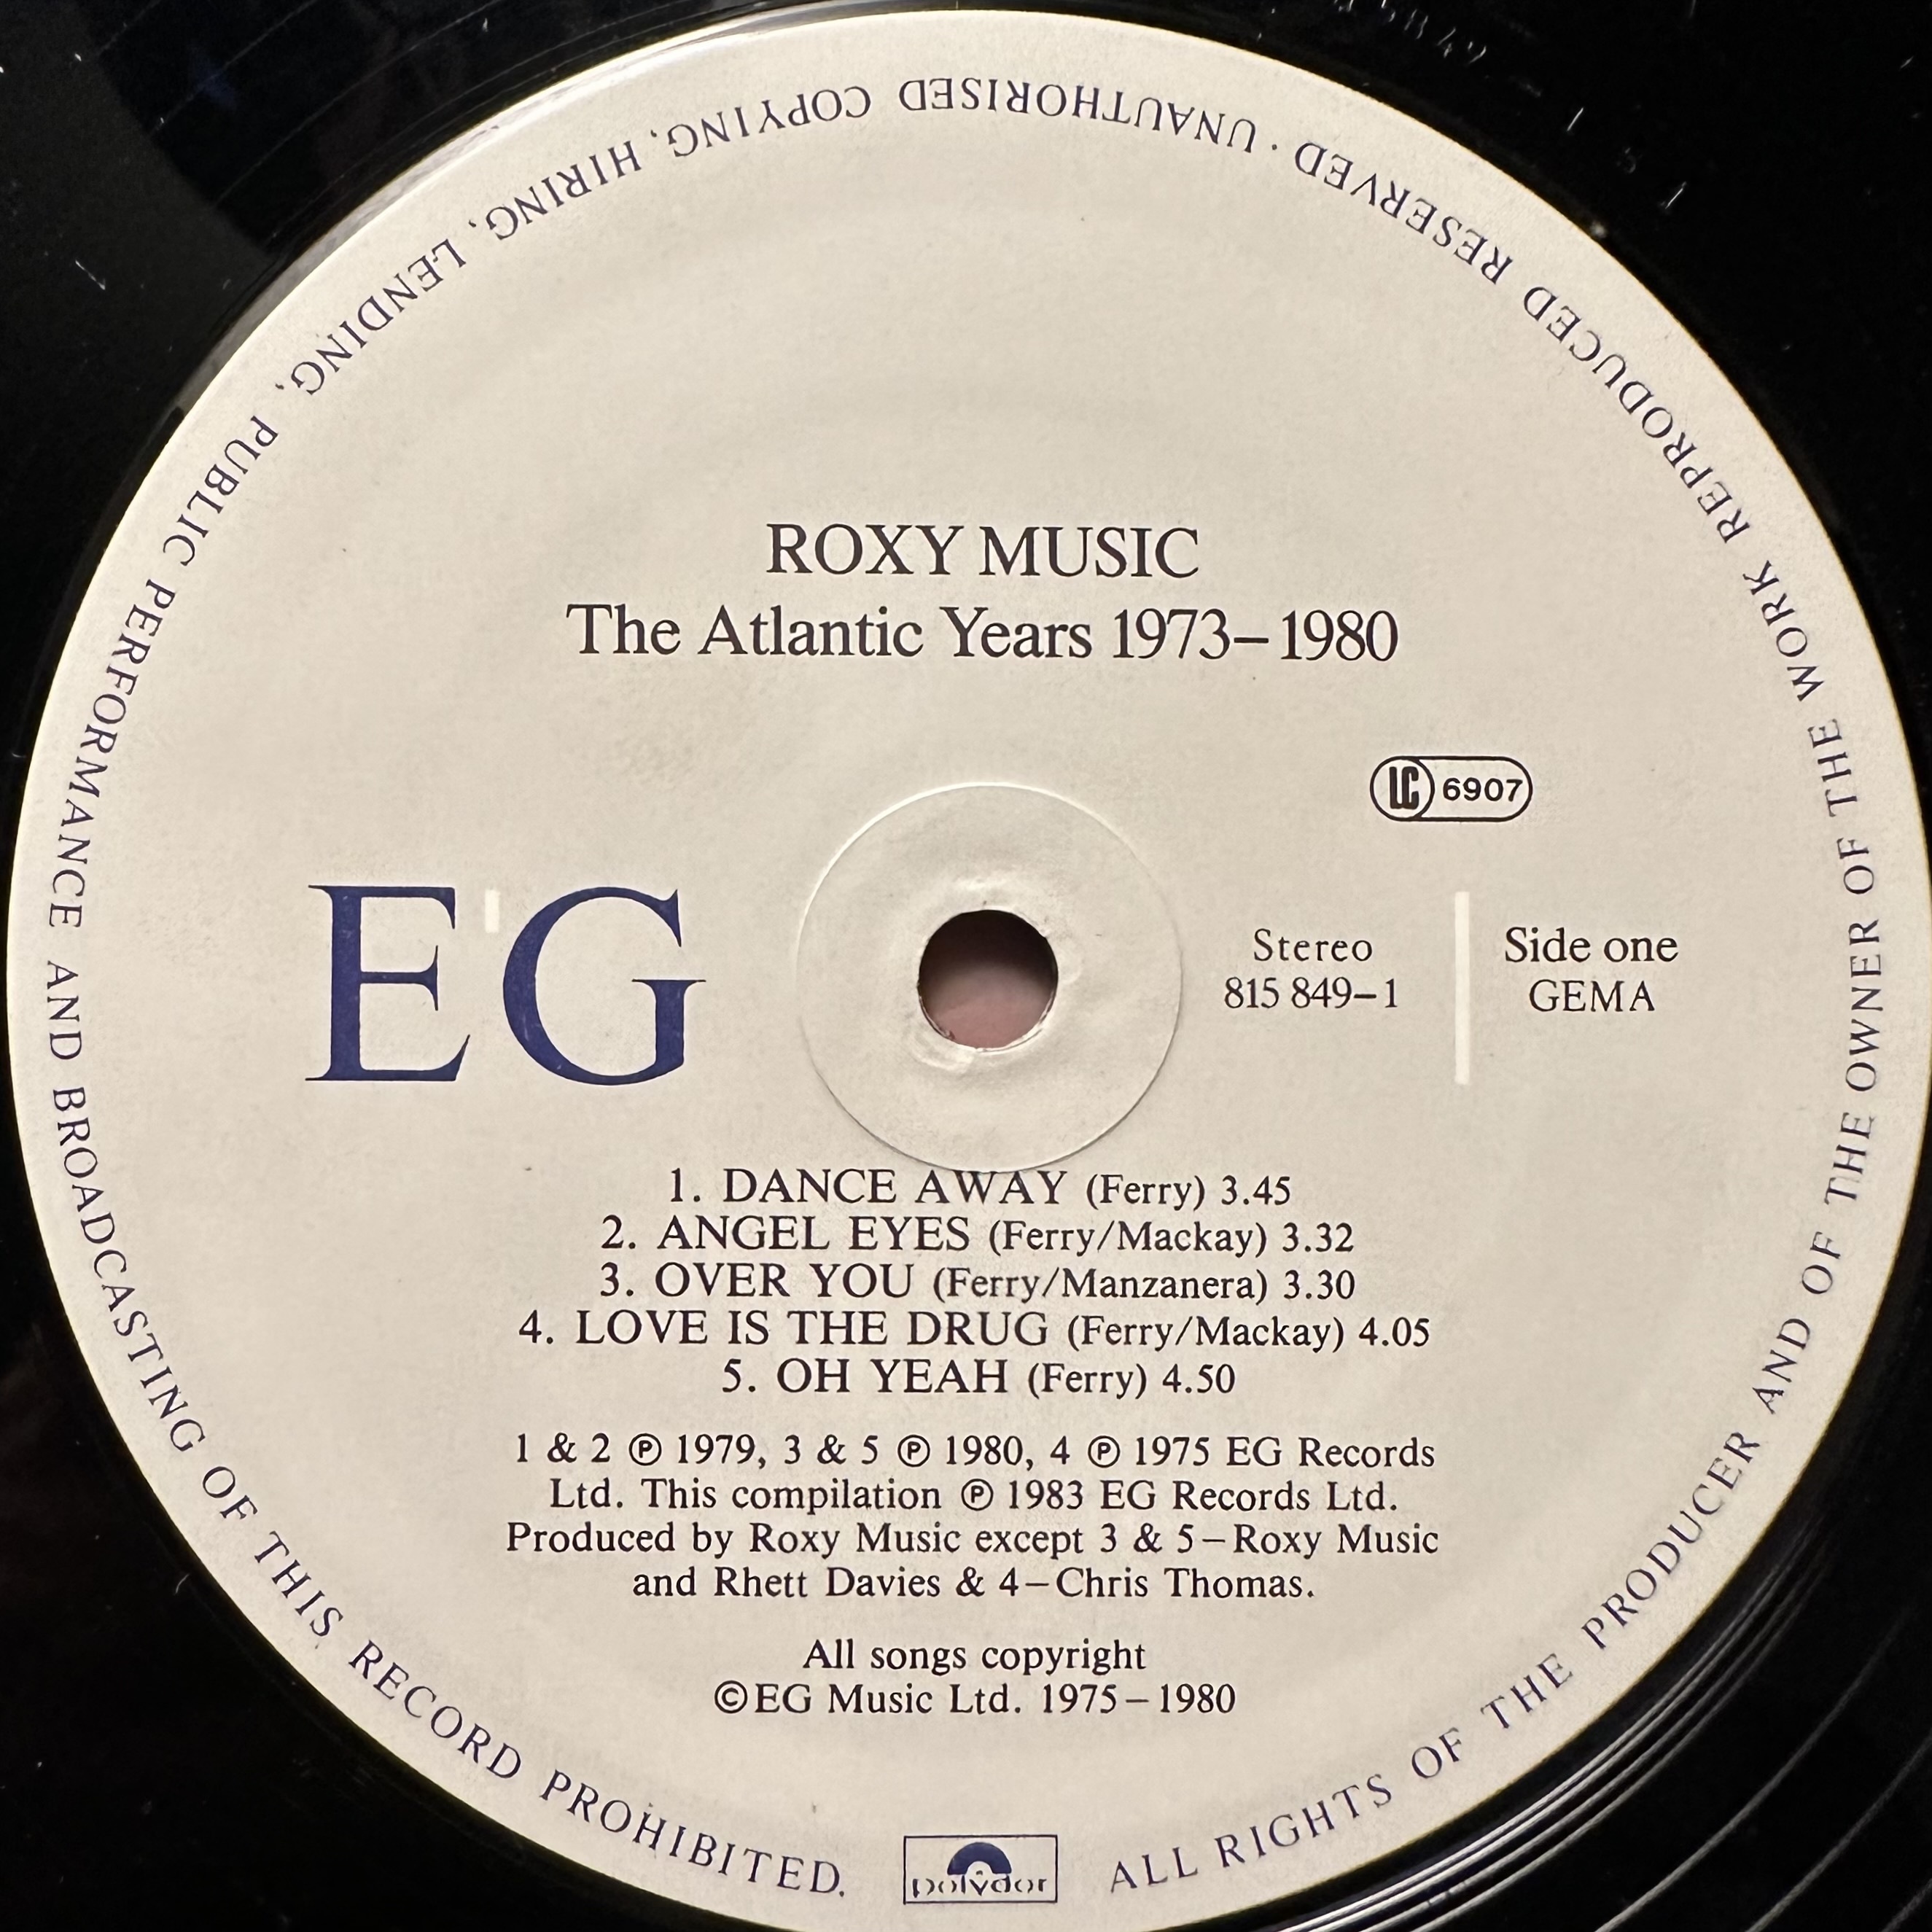 ROXY MUSIC
The Atlantic Years 1973–1980
LC 6907
EG
Stereo
815 849–1
Side one
GEMA
1. DANCE AWAY (Ferry) 3.45
2. ANGEL EYES (Ferry/Mackay) 3.32
3. OVER YOU (Ferry/Manzanera) 3.30
4. LOVE IS THE DRUG (Ferry/Mackay) 4.05
5. OH YEAH (Ferry) 4.50
1 & 2 ℗ 1979, 3 & 5 ℗ 1980, 4 ℗ 1975 EG Records
Ltd. This compilation ℗ 1983 EG Records Ltd.
Produced by Roxy Music except 3 & 5–Roxy Music
and Rhett Davies & 4–Chris Thomas.
All songs copyright
©EG Music Ltd. 1975–1980
ALL RIGHTS OF THE PRODUCER AND OF THE OWNER OF THE WORK REPRODUCED RESERVED · UNAUTHORISED COPYING, HIRING, LENDING, PUBLIC PERFORMANCE AND BROADCASTING OF THIS RECORD PROHIBITED.
polydor